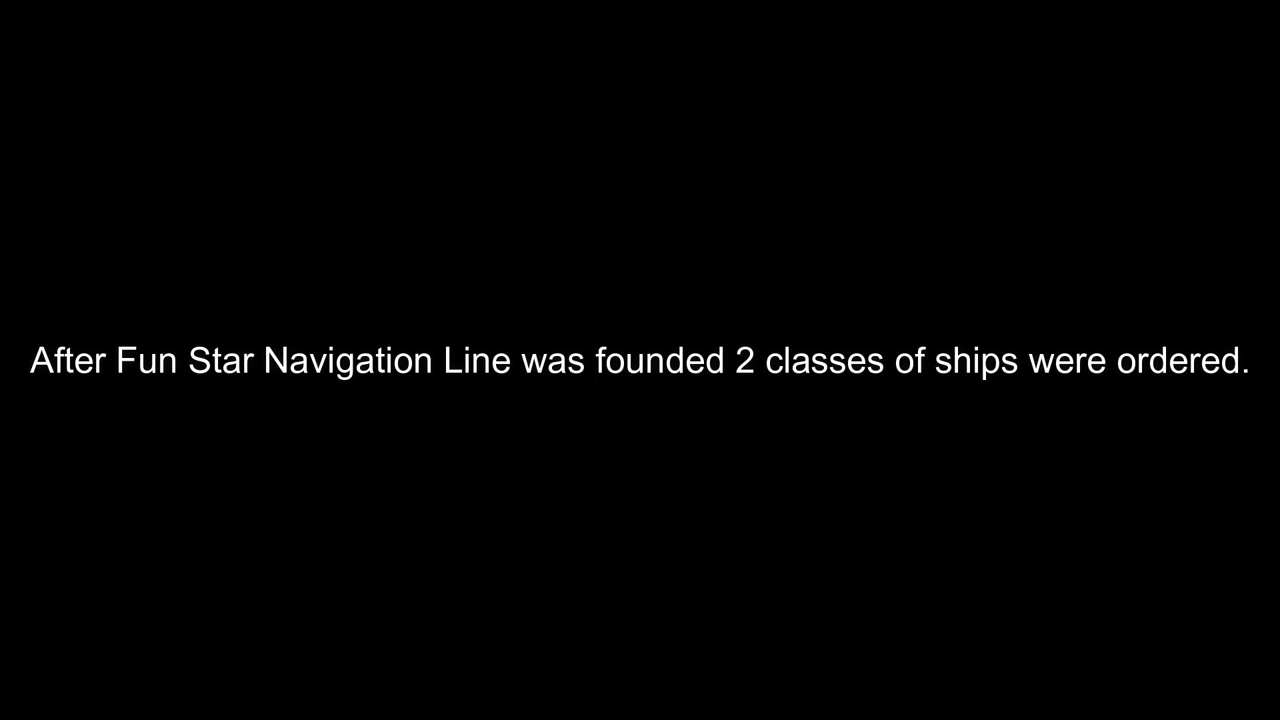 After Fun Star Navigation Line was founded 2 classes of ships were ordered.